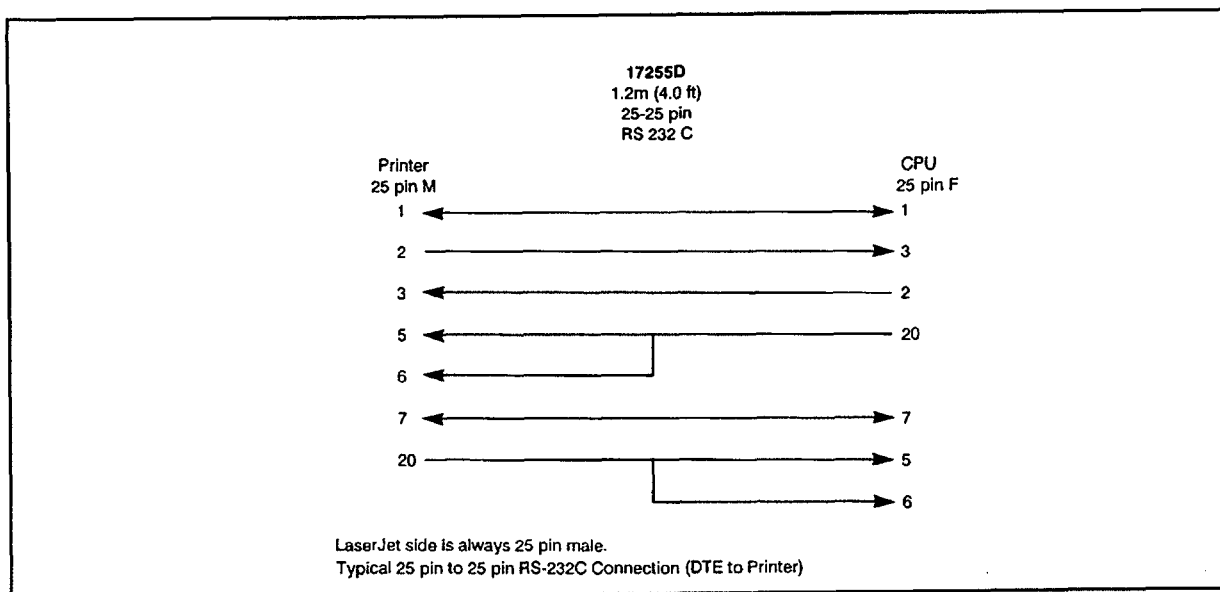 17255D
1.2m (4.0 ft)
25-25 pin
RS 232 C
Printer
25 pin M
CPU
25 pin F
1 1
2 3
3 2
5 20
6
7 7
20 5
6
LaserJet side is always 25 pin male.
Typical 25 pin to 25 pin RS-232C Connection (DTE to Printer)